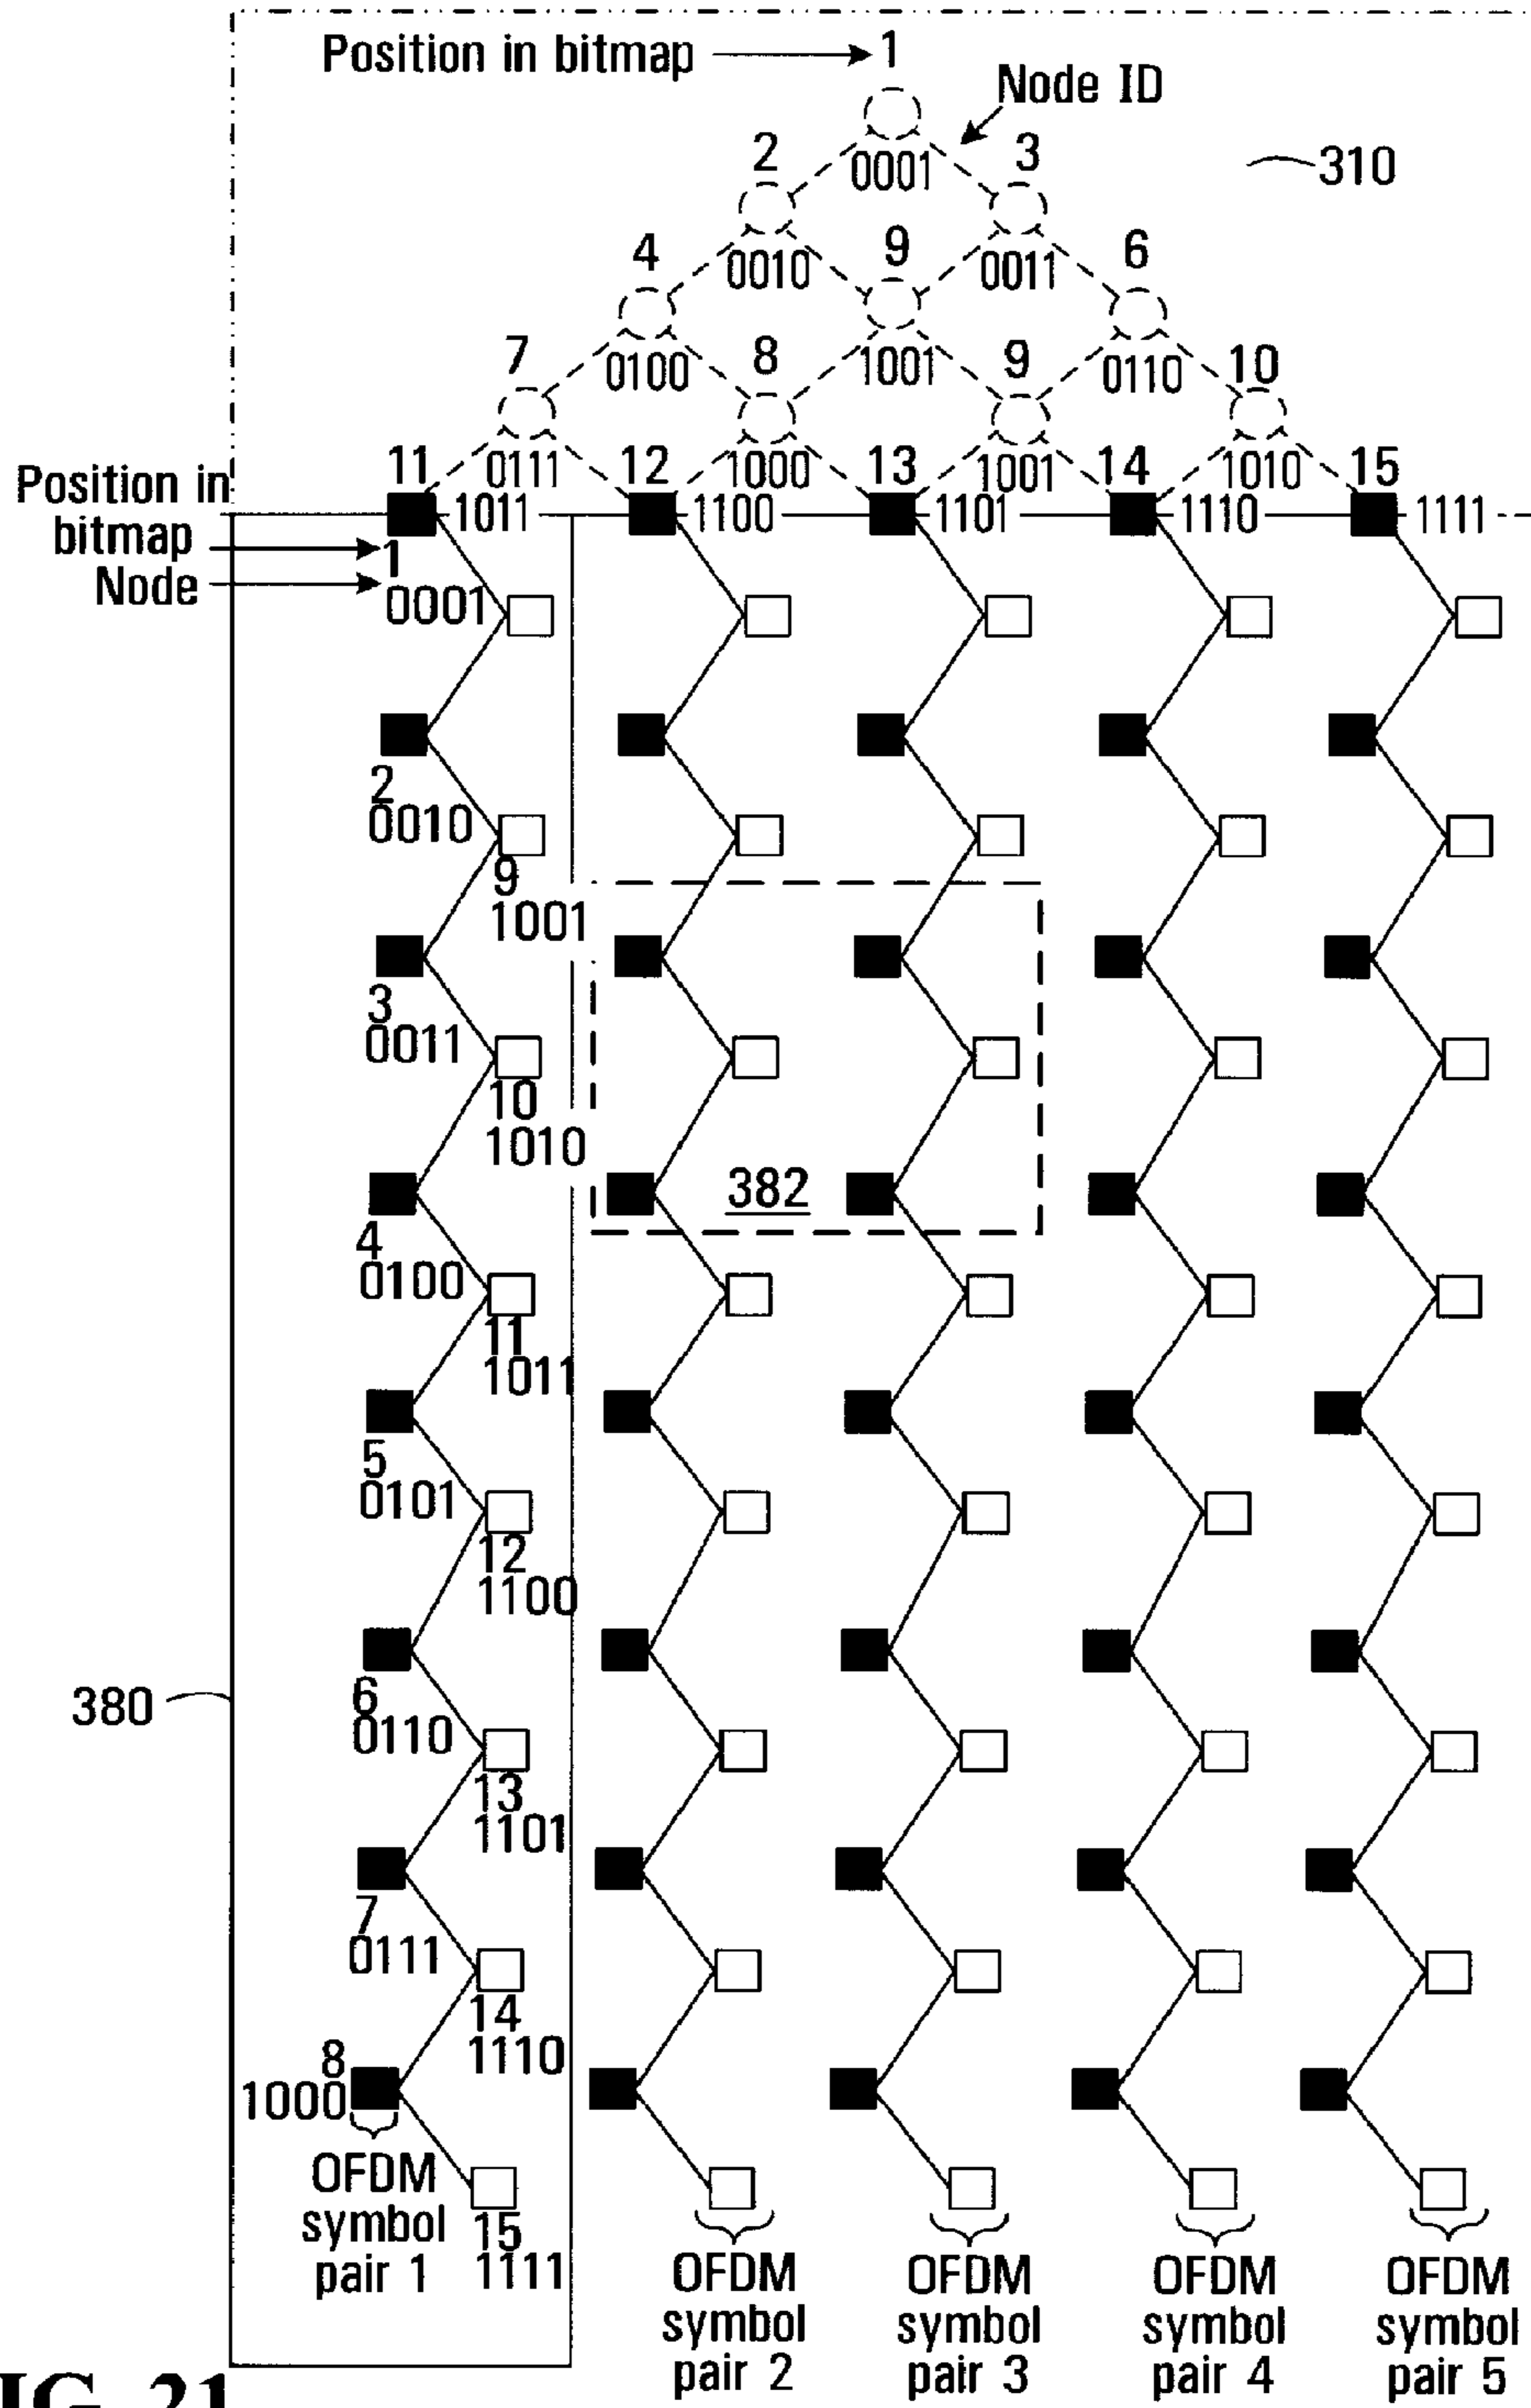 Position in bitmap 1
Node ID
2 0001 3
310
4 0010 9 0011 6
7 0100 8 1001 9 0110 10
11 0111 12 1000 13 1001 14 1010 15
Position in
bitmap
Node
1011 1100 1101 1110 1111
1
0001
2
0010
9
1001
3
0011
10
1010
382
4
0100
11
1011
5
0101
12
1100
6
0110
380
13
1101
7
0111
14
1110
8
1000
15
1111
OFDM
symbol
pair 1
OFDM
symbol
pair 2
OFDM
symbol
pair 3
OFDM
symbol
pair 4
OFDM
symbol
pair 5
IG. 21